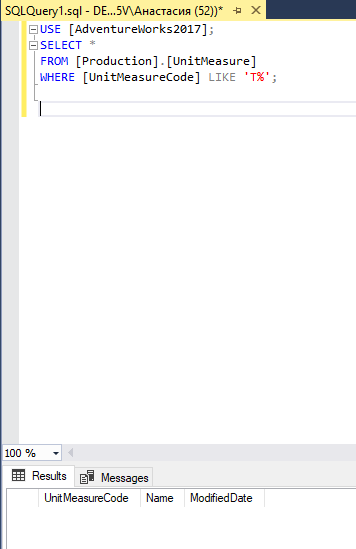 SQLQuery1.sql - DE...5V\Анастасия (52))*
USE [AdventureWorks2017];
SELECT *
FROM [Production].[UnitMeasure]
WHERE [UnitMeasureCode] LIKE 'T%';
100 %
Results Messages
UnitMeasureCode Name ModifiedDate